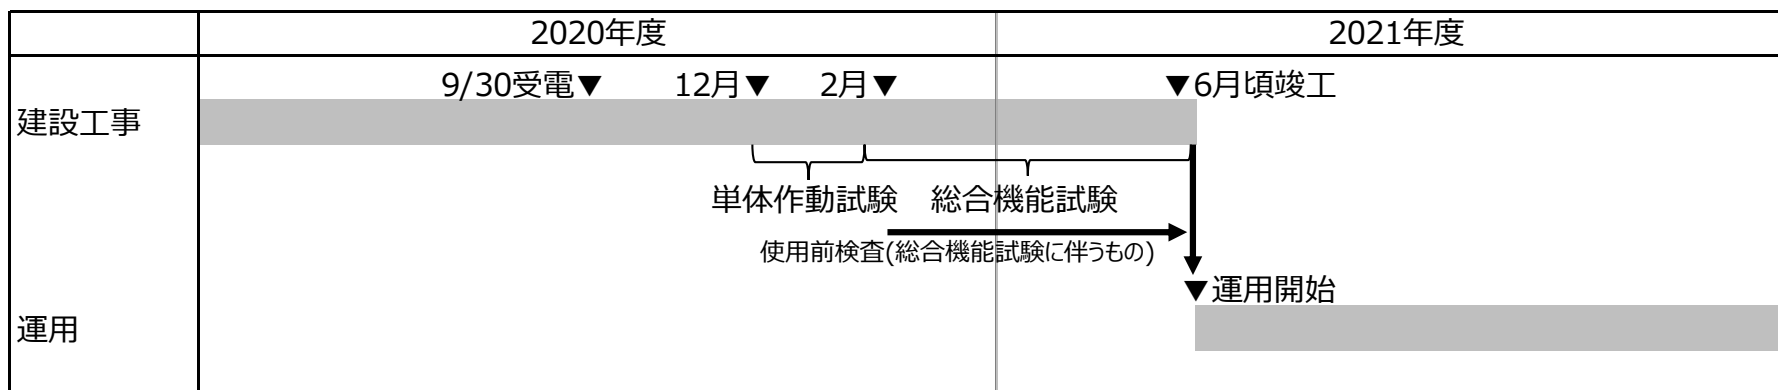 2020年度 2021年度
9/30受電▼ 12月▼ 2月▼ ▼6月頃竣工
建設工事
単体作動試験 総合機能試験
使用前検査(総合機能試験に伴うもの)
▼運用開始
運用